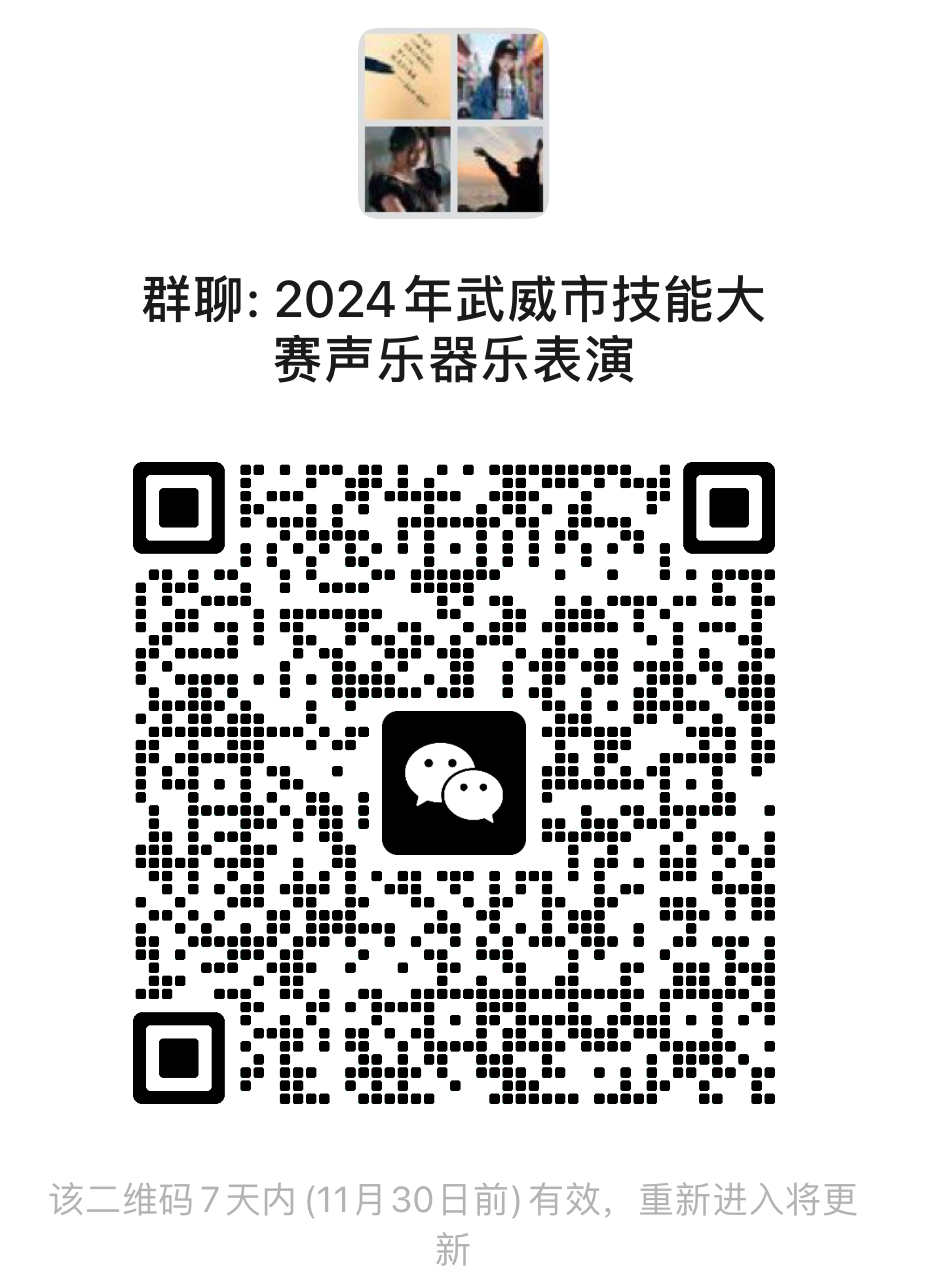 群聊: 2024年武威市技能大
赛声乐器乐表演
该二维码7天内 (11月30日前) 有效，重新进入将更
新